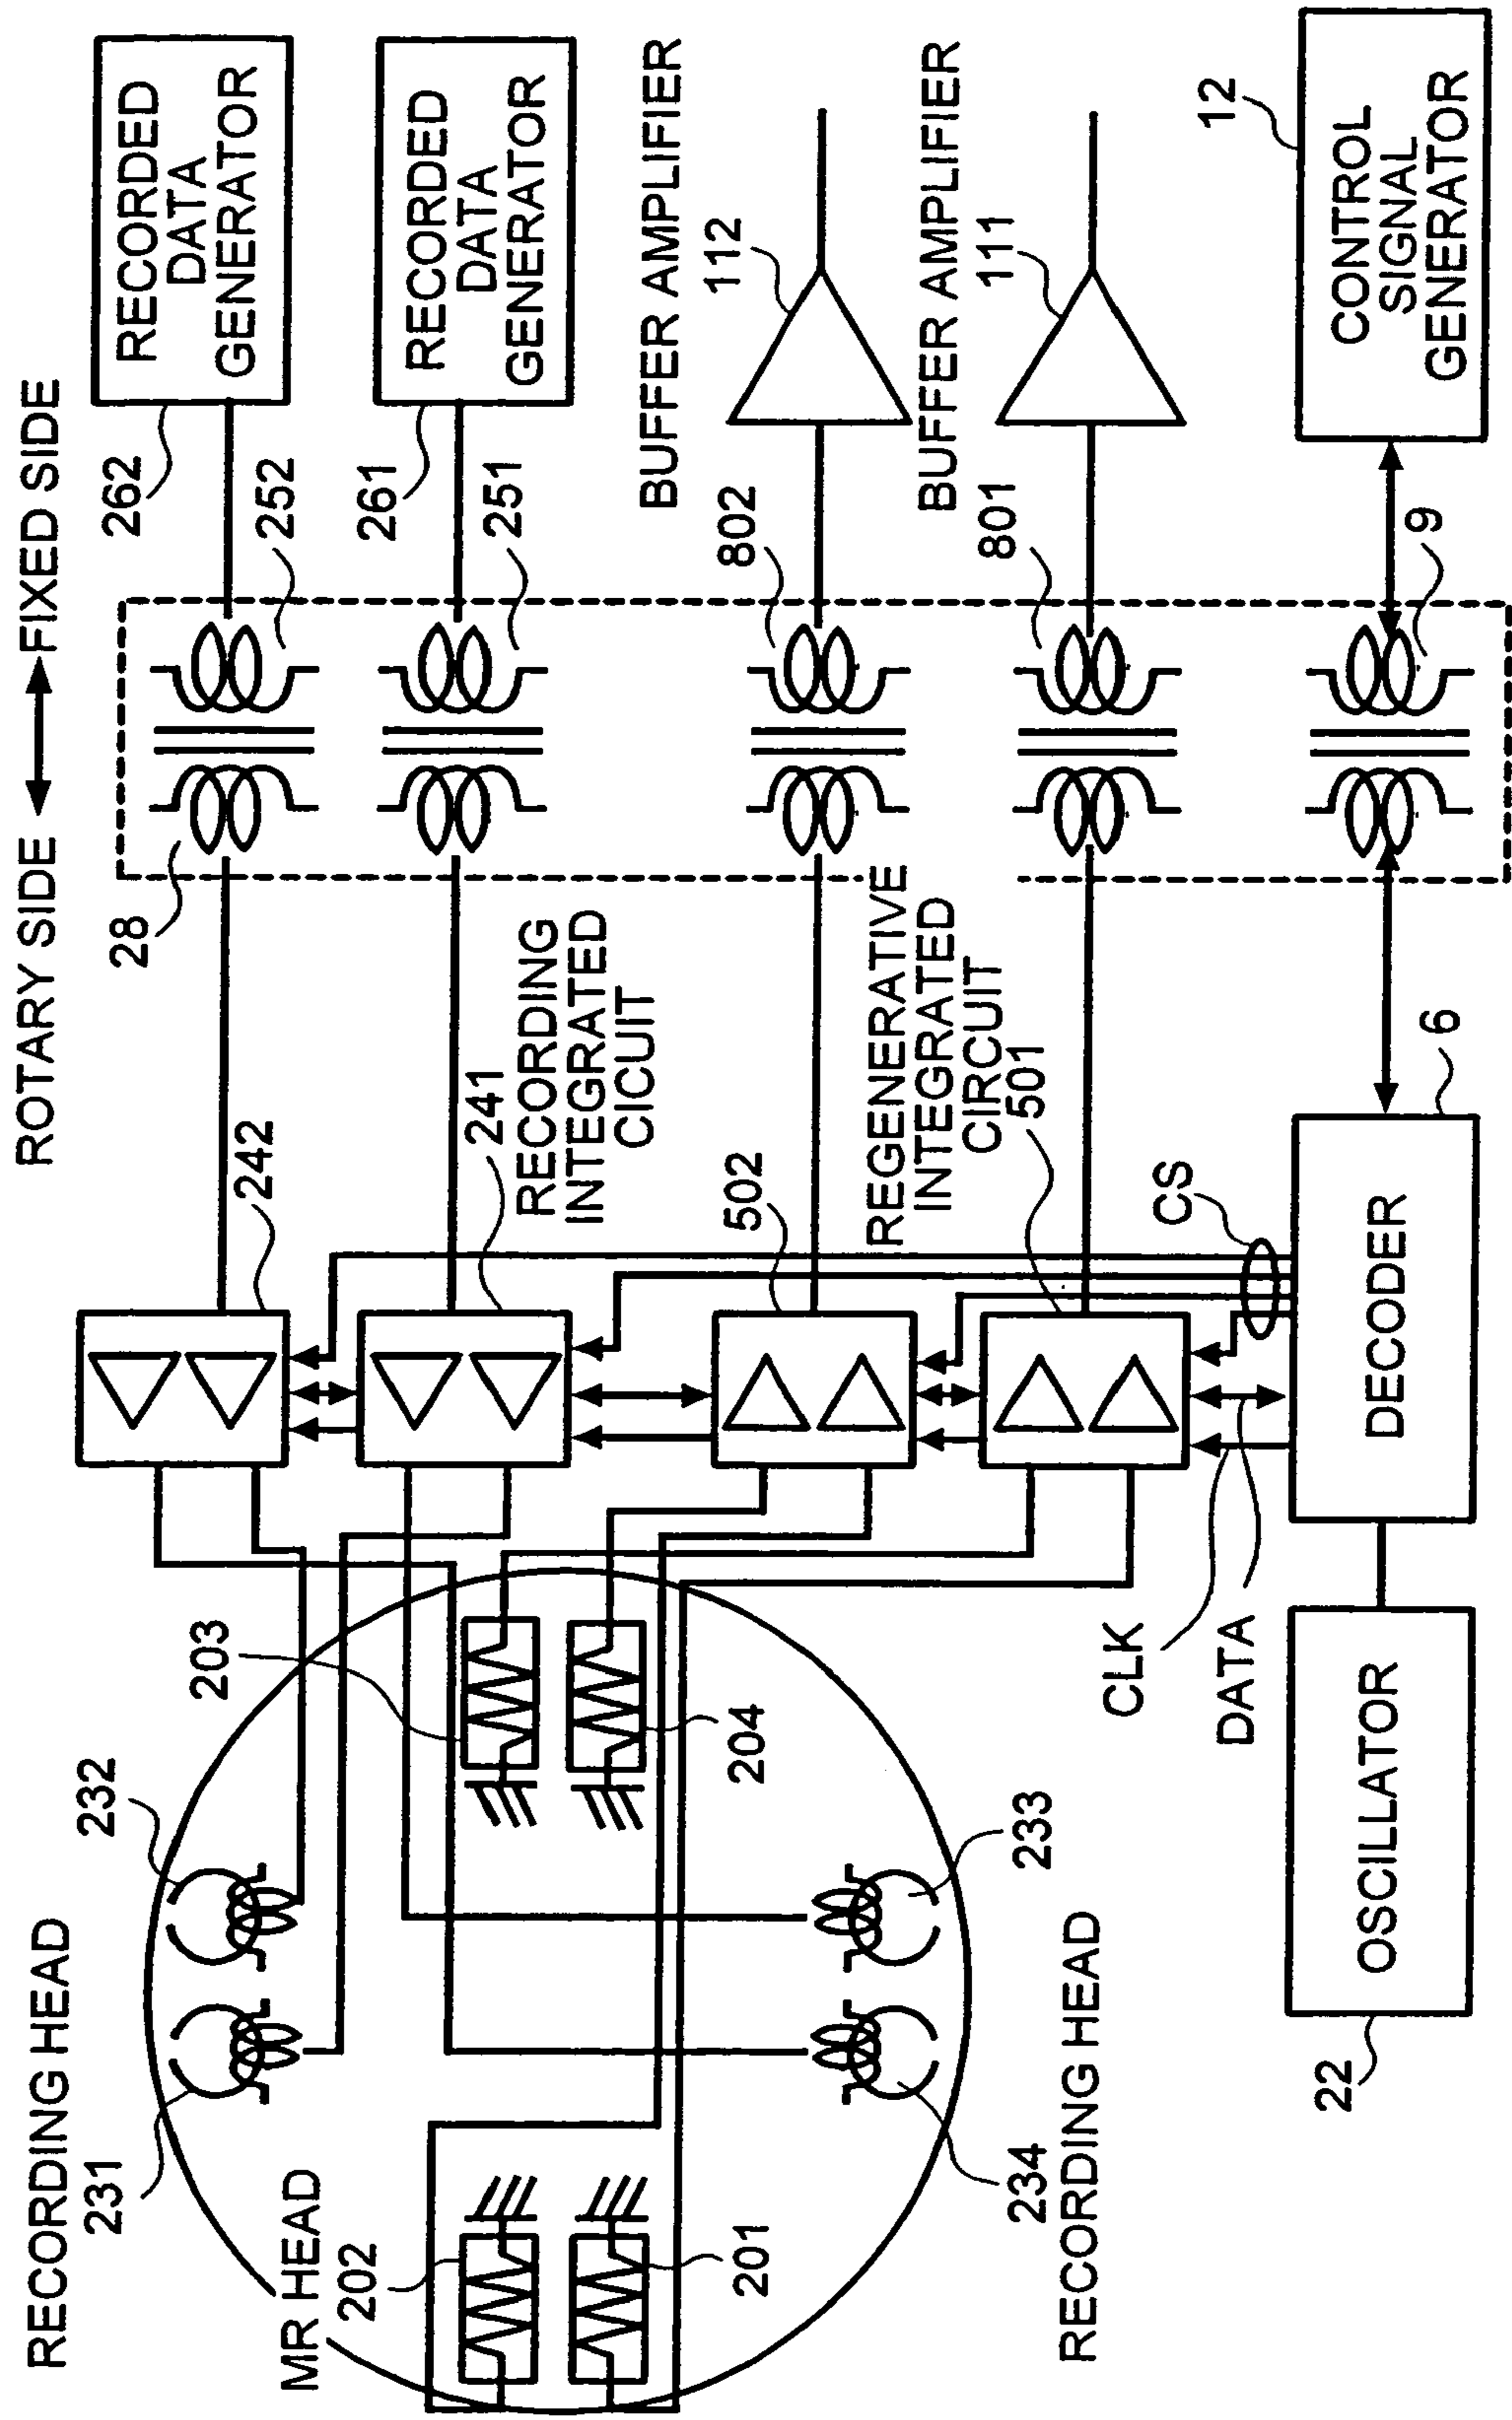 ROTARY SIDE
FIXED SIDE
RECORDING HEAD
231
232
MR HEAD
202
201
203
204
234
233
RECORDING HEAD
242
241
RECORDING
INTEGRATED
CICUIT
502
REGENERATIVE
INTEGRATED
CIRCUIT
501
CS
CLK
DATA
DECODER
6
OSCILLATOR
22
28
252
251
802
801
9
262
RECORDED
DATA
GENERATOR
261
RECORDED
DATA
GENERATOR
BUFFER AMPLIFIER
112
BUFFER AMPLIFIER
111
12
CONTROL
SIGNAL
GENERATOR